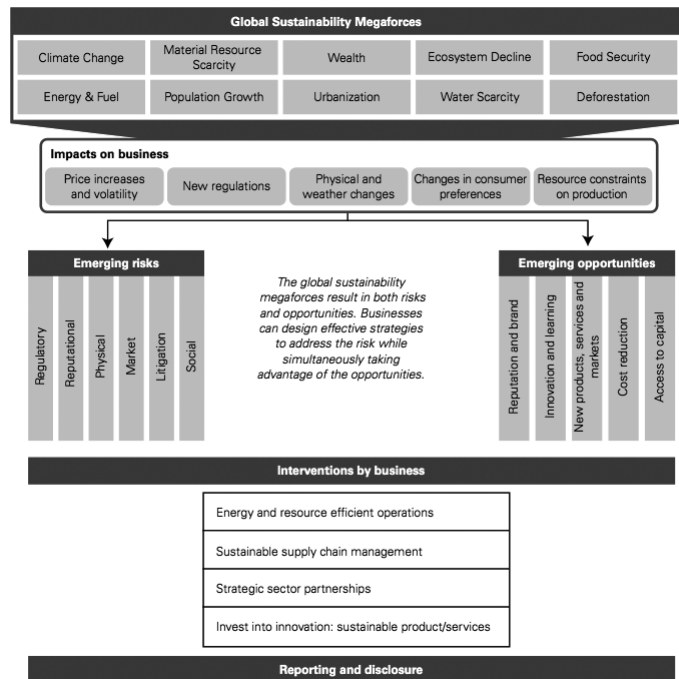 Global Sustainability Megaforces
Climate Change
Material Resource
Scarcity
Wealth
Ecosystem Decline
Food Security
Energy & Fuel
Population Growth
Urbanization
Water Scarcity
Deforestation
Impacts on business
Price increases
and volatility
New regulations
Physical and
weather changes
Changes in consumer
preferences
Resource constraints
on production
Emerging risks
Regulatory
Reputational
Physical
Market
Litigation
Social
The global sustainability
megaforces result in both risks
and opportunities. Businesses
can design effective strategies
to address the risk while
simultaneously taking
advantage of the opportunities.
Emerging opportunities
Reputation and brand
Innovation and learning
New products, services and
markets
Cost reduction
Access to capital
Interventions by business
Energy and resource efficient operations
Sustainable supply chain management
Strategic sector partnerships
Invest into innovation: sustainable product/services
Reporting and disclosure